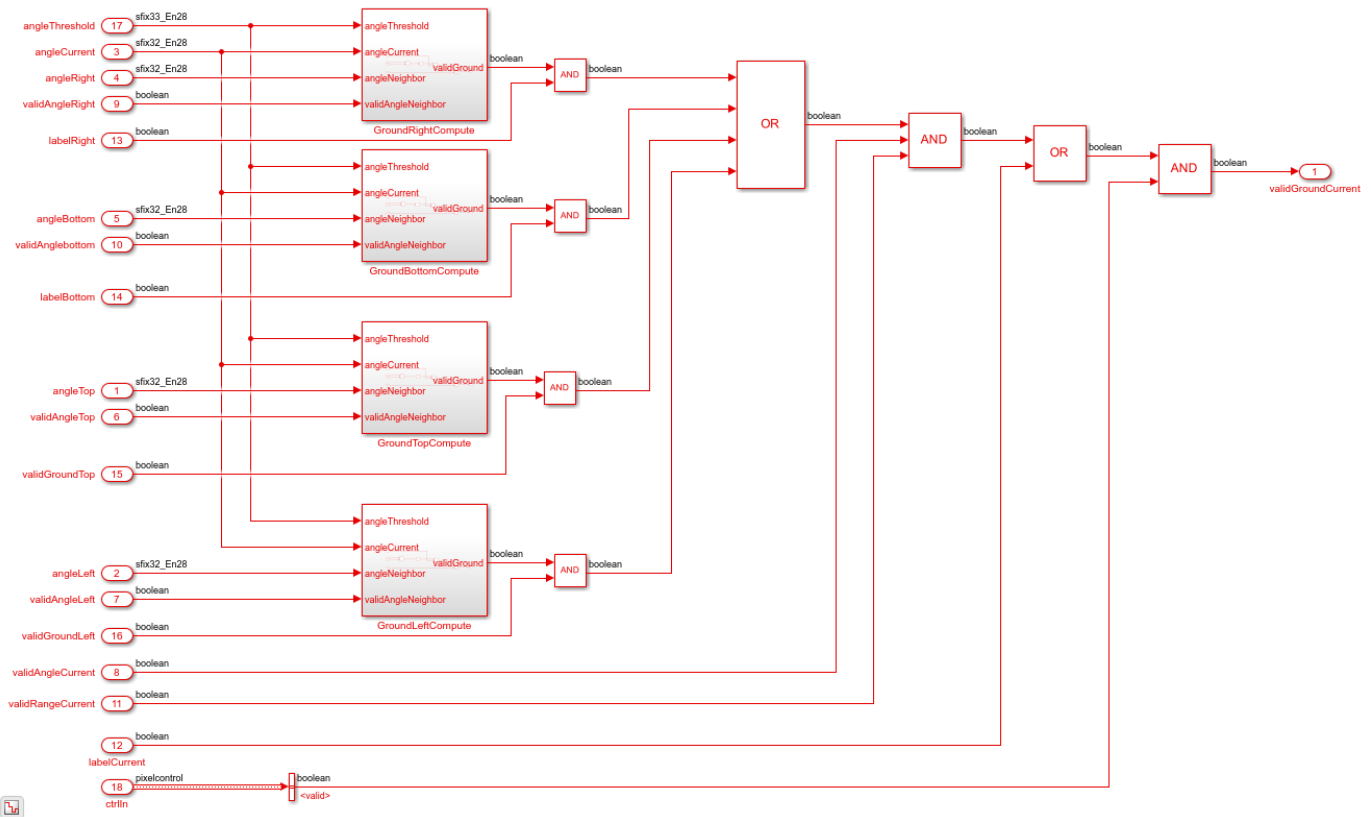 angleThreshold 17 sfix33_En28 angleThreshold
angleCurrent 3 sfix32_En28 angleCurrent
validGround boolean AND boolean
angleRight 4 sfix32_En28 angleNeighbor
validAngleRight 9 boolean validAngleNeighbor
GroundRightCompute
labelRight 13 boolean
OR boolean AND boolean OR boolean AND boolean 1
validGroundCurrent
angleThreshold
angleCurrent
validGround boolean AND boolean
angleBottom 5 sfix32_En28 angleNeighbor
validAnglebottom 10 boolean validAngleNeighbor
GroundBottomCompute
labelBottom 14 boolean
angleThreshold
angleCurrent
validGround boolean AND boolean
angleTop 1 sfix32_En28 angleNeighbor
validAngleTop 6 boolean validAngleNeighbor
GroundTopCompute
validGroundTop 15 boolean
angleThreshold
angleCurrent
validGround boolean AND boolean
angleLeft 2 sfix32_En28 angleNeighbor
validAngleLeft 7 boolean validAngleNeighbor
GroundLeftCompute
validGroundLeft 16 boolean
validAngleCurrent 8 boolean
validRangeCurrent 11 boolean
12 boolean
labelCurrent
18 pixelcontrol boolean
<valid>
ctrlIn